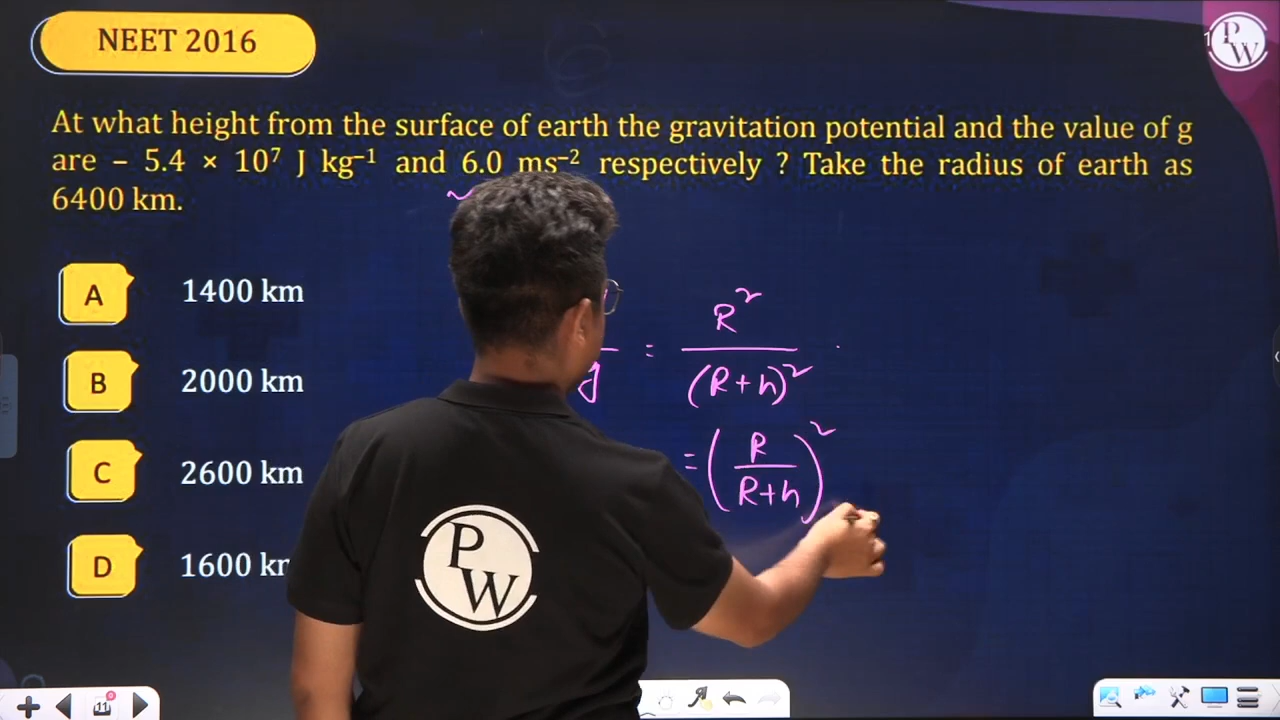 NEET 2016
At what height from the surface of earth the gravitation potential and the value of g
are – 5.4 × 10⁷ J kg⁻¹ and 6.0 ms⁻² respectively ? Take the radius of earth as
6400 km.
A 1400 km
B 2000 km
C 2600 km
D 1600
g = R² / (R+h)²
= (R / R+h)²
PW
PW
11